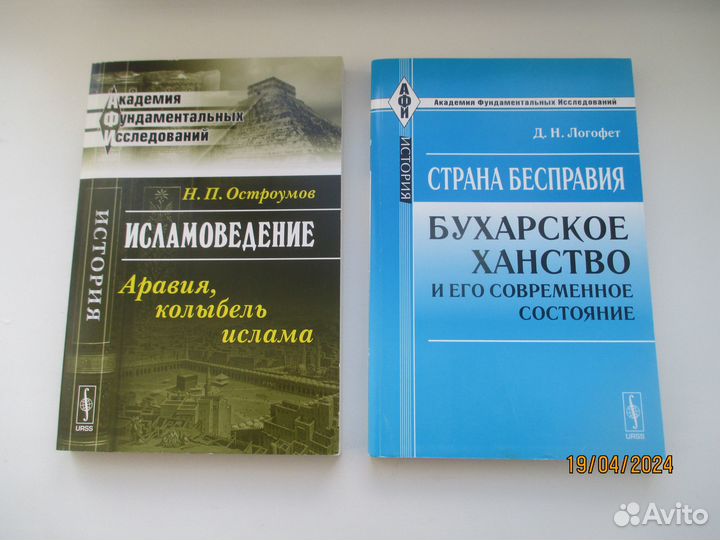 Академия
Фундаментальных
Исследований
Н. П. Остроумов
ИСТОРИЯ
ИСЛАМОВЕДЕНИЕ
Аравия,
колыбель
ислама
URSS
АФИ
Академия Фундаментальных Исследований
ИСТОРИЯ
Д. Н. Логофет
СТРАНА БЕСПРАВИЯ
БУХАРСКОЕ
ХАНСТВО
И ЕГО СОВРЕМЕННОЕ
СОСТОЯНИЕ
URSS
19/04/2024
Avito